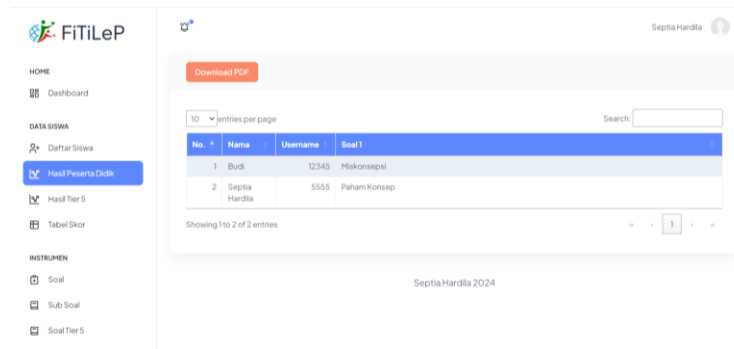 FiTiLeP
Septia Hardila
HOME
Dashboard
DATA SISWA
Daftar Siswa
Hasil Peserta Didik
Hasil Tier 5
Tabel Skor
INSTRUMEN
Soal
Sub Soal
Soal Tier 5
Download PDF
10 entries per page
Search:
No. Nama Username Soal 1
1 Budi 12345 Miskonsepsi
2 Septia Hardila 5555 Paham Konsep
Showing 1 to 2 of 2 entries
« ‹ 1 › »
Septia Hardila 2024